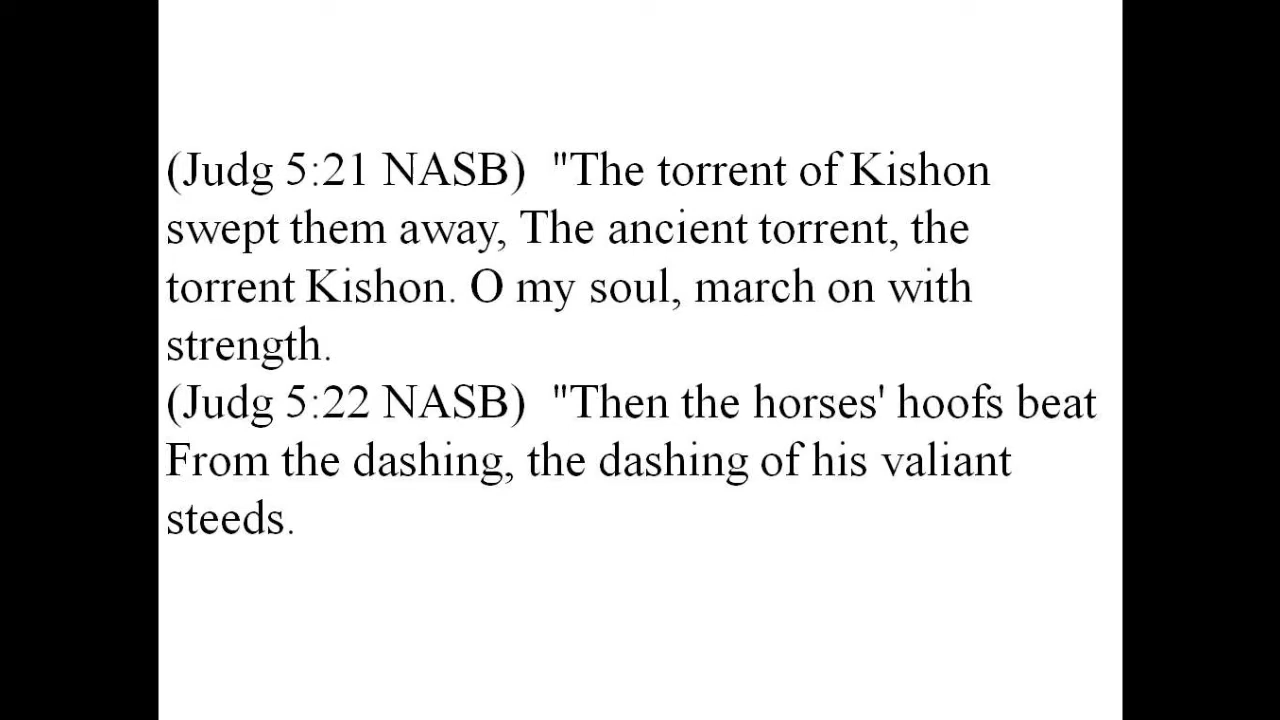 (Judg 5:21 NASB)  "The torrent of Kishon
swept them away, The ancient torrent, the
torrent Kishon. O my soul, march on with
strength.
(Judg 5:22 NASB)  "Then the horses' hoofs beat
From the dashing, the dashing of his valiant
steeds.